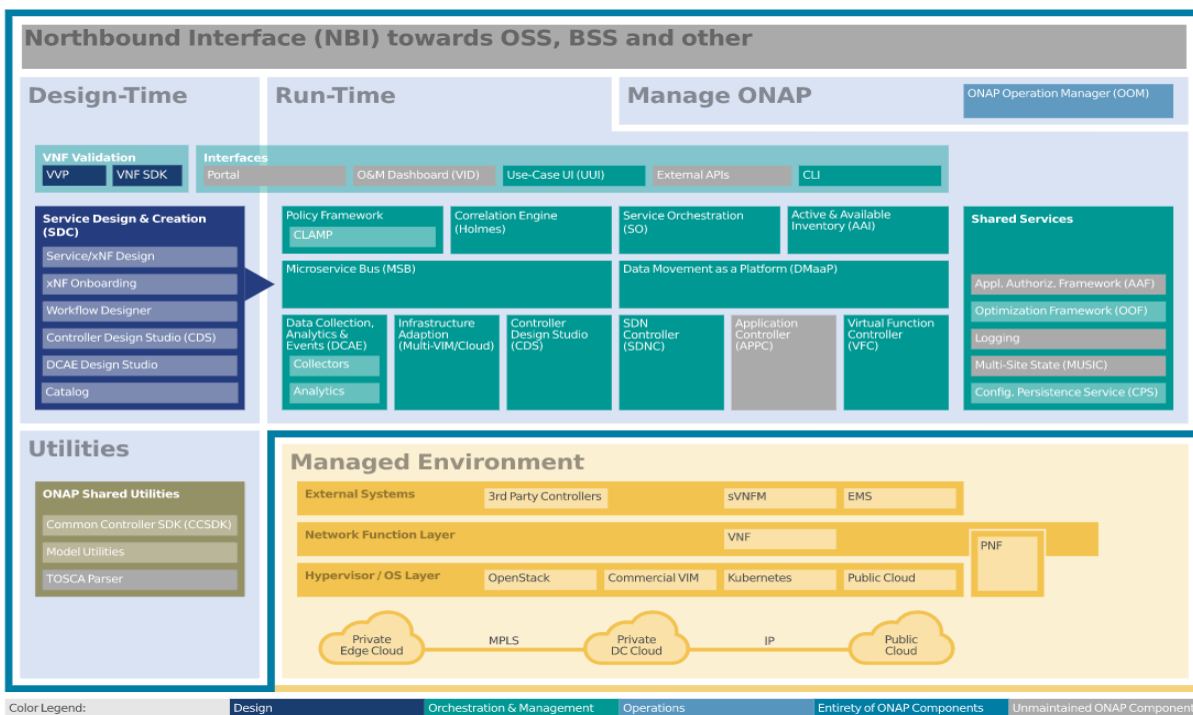 Northbound Interface (NBI) towards OSS, BSS and other
Design-Time
Run-Time
Manage ONAP
ONAP Operation Manager (OOM)
VNF Validation
VVP
VNF SDK
Interfaces
Portal
O&M Dashboard (VID)
Use-Case UI (UUI)
External APIs
CLI
Service Design & Creation
(SDC)
Service/xNF Design
xNF Onboarding
Workflow Designer
Controller Design Studio (CDS)
DCAE Design Studio
Catalog
Policy Framework
CLAMP
Correlation Engine
(Holmes)
Service Orchestration
(SO)
Active & Available
Inventory (AAI)
Microservice Bus (MSB)
Data Movement as a Platform (DMaaP)
Data Collection,
Analytics &
Events (DCAE)
Collectors
Analytics
Infrastructure
Adaption
(Multi-VIM/Cloud)
Controller
Design Studio
(CDS)
SDN
Controller
(SDNC)
Application
Controller
(APPC)
Virtual Function
Controller
(VFC)
Shared Services
Appl. Authoriz. Framework (AAF)
Optimization Framework (OOF)
Logging
Multi-Site State (MUSIC)
Config. Persistence Service (CPS)
Utilities
ONAP Shared Utilities
Common Controller SDK (CCSDK)
Model Utilities
TOSCA Parser
Managed Environment
External Systems
3rd Party Controllers
sVNFM
EMS
Network Function Layer
VNF
PNF
Hypervisor / OS Layer
OpenStack
Commercial VIM
Kubernetes
Public Cloud
Private
Edge Cloud
MPLS
Private
DC Cloud
IP
Public
Cloud
Color Legend:
Design
Orchestration & Management
Operations
Entirety of ONAP Components
Unmaintained ONAP Component